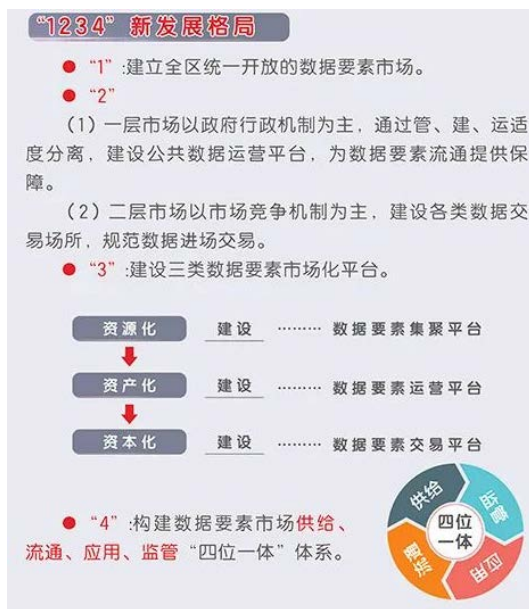 “1234”新发展格局
● “1”:建立全区统一开放的数据要素市场。
● “2”
（1）一层市场以政府行政机制为主，通过管、建、运适
度分离，建设公共数据运营平台，为数据要素流通提供保
障。
（2）二层市场以市场竞争机制为主，建设各类数据交
易场所，规范数据进场交易。
● “3”:建设三类数据要素市场化平台。
资源化 建设 ……… 数据要素集聚平台
资产化 建设 ……… 数据要素运营平台
资本化 建设 ……… 数据要素交易平台
● “4”:构建数据要素市场供给、
流通、应用、监管“四位一体”体系。
供给
监管
四位
一体
流通
应用